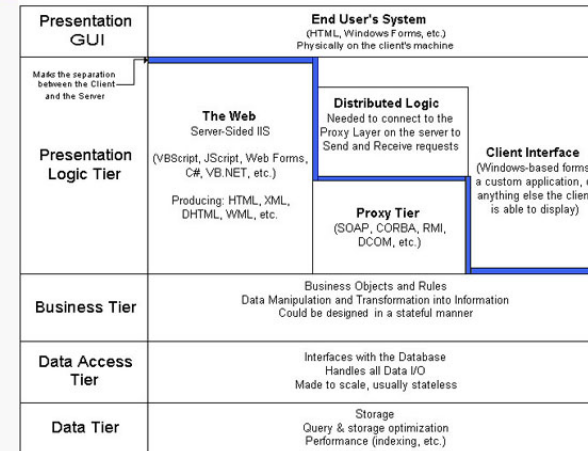 Presentation
GUI
End User's System
(HTML, Windows Forms, etc.)
Physically on the client's machine
Marks the separation
between the Client
and the Server
Presentation
Logic Tier
The Web
Server-Sided IIS
(VBScript, JScript, Web Forms,
C#, VB.NET, etc.)
Producing: HTML, XML,
DHTML, WML, etc.
Distributed Logic
Needed to connect to the
Proxy Layer on the server to
Send and Receive requests
Proxy Tier
(SOAP, CORBA, RMI,
DCOM, etc.)
Client Interface
(Windows-based forms
a custom application,
anything else the client
is able to display)
Business Tier
Business Objects and Rules
Data Manipulation and Transformation into Information
Could be designed in a stateful manner
Data Access
Tier
Interfaces with the Database
Handles all Data I/O
Made to scale, usually stateless
Data Tier
Storage
Query & storage optimization
Performance (indexing, etc.)